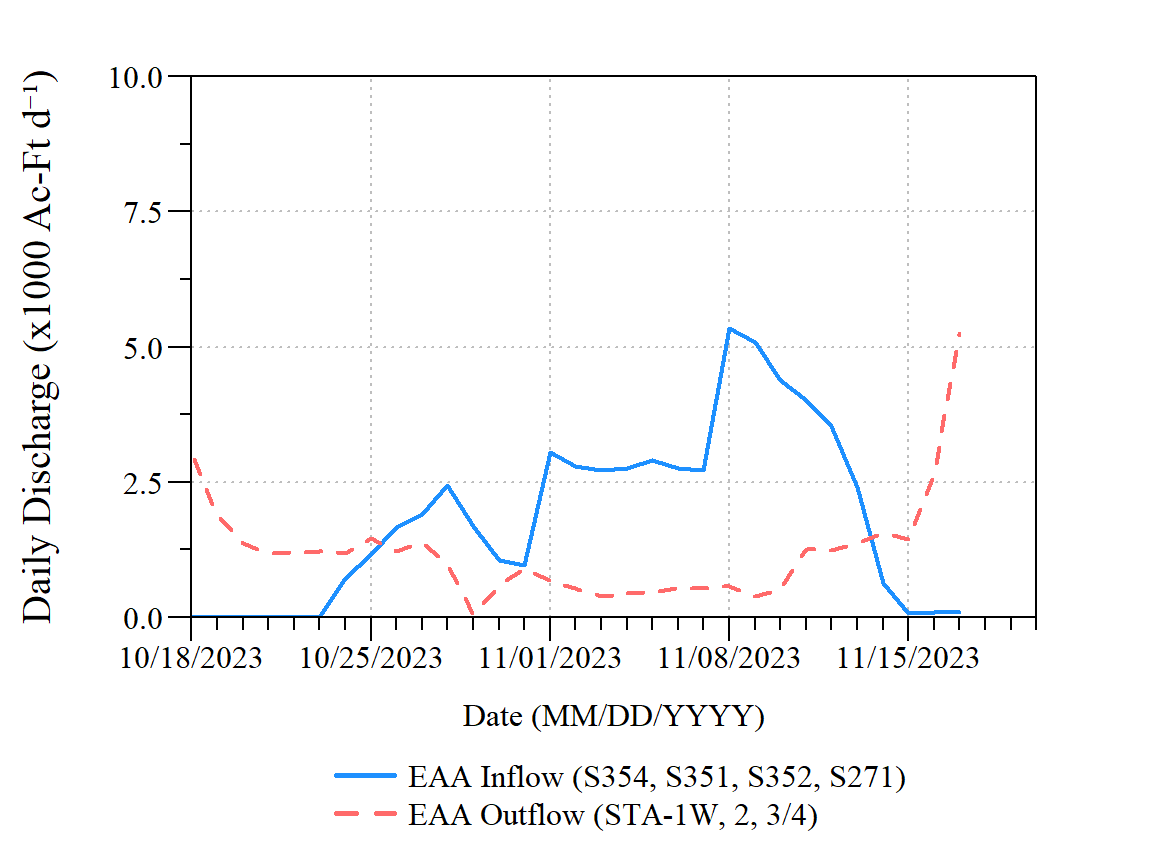 Daily Discharge (x1000 Ac-Ft d⁻¹)
10.0
7.5
5.0
2.5
0.0
10/18/2023 10/25/2023 11/01/2023 11/08/2023 11/15/2023
Date (MM/DD/YYYY)
EAA Inflow (S354, S351, S352, S271)
EAA Outflow (STA-1W, 2, 3/4)